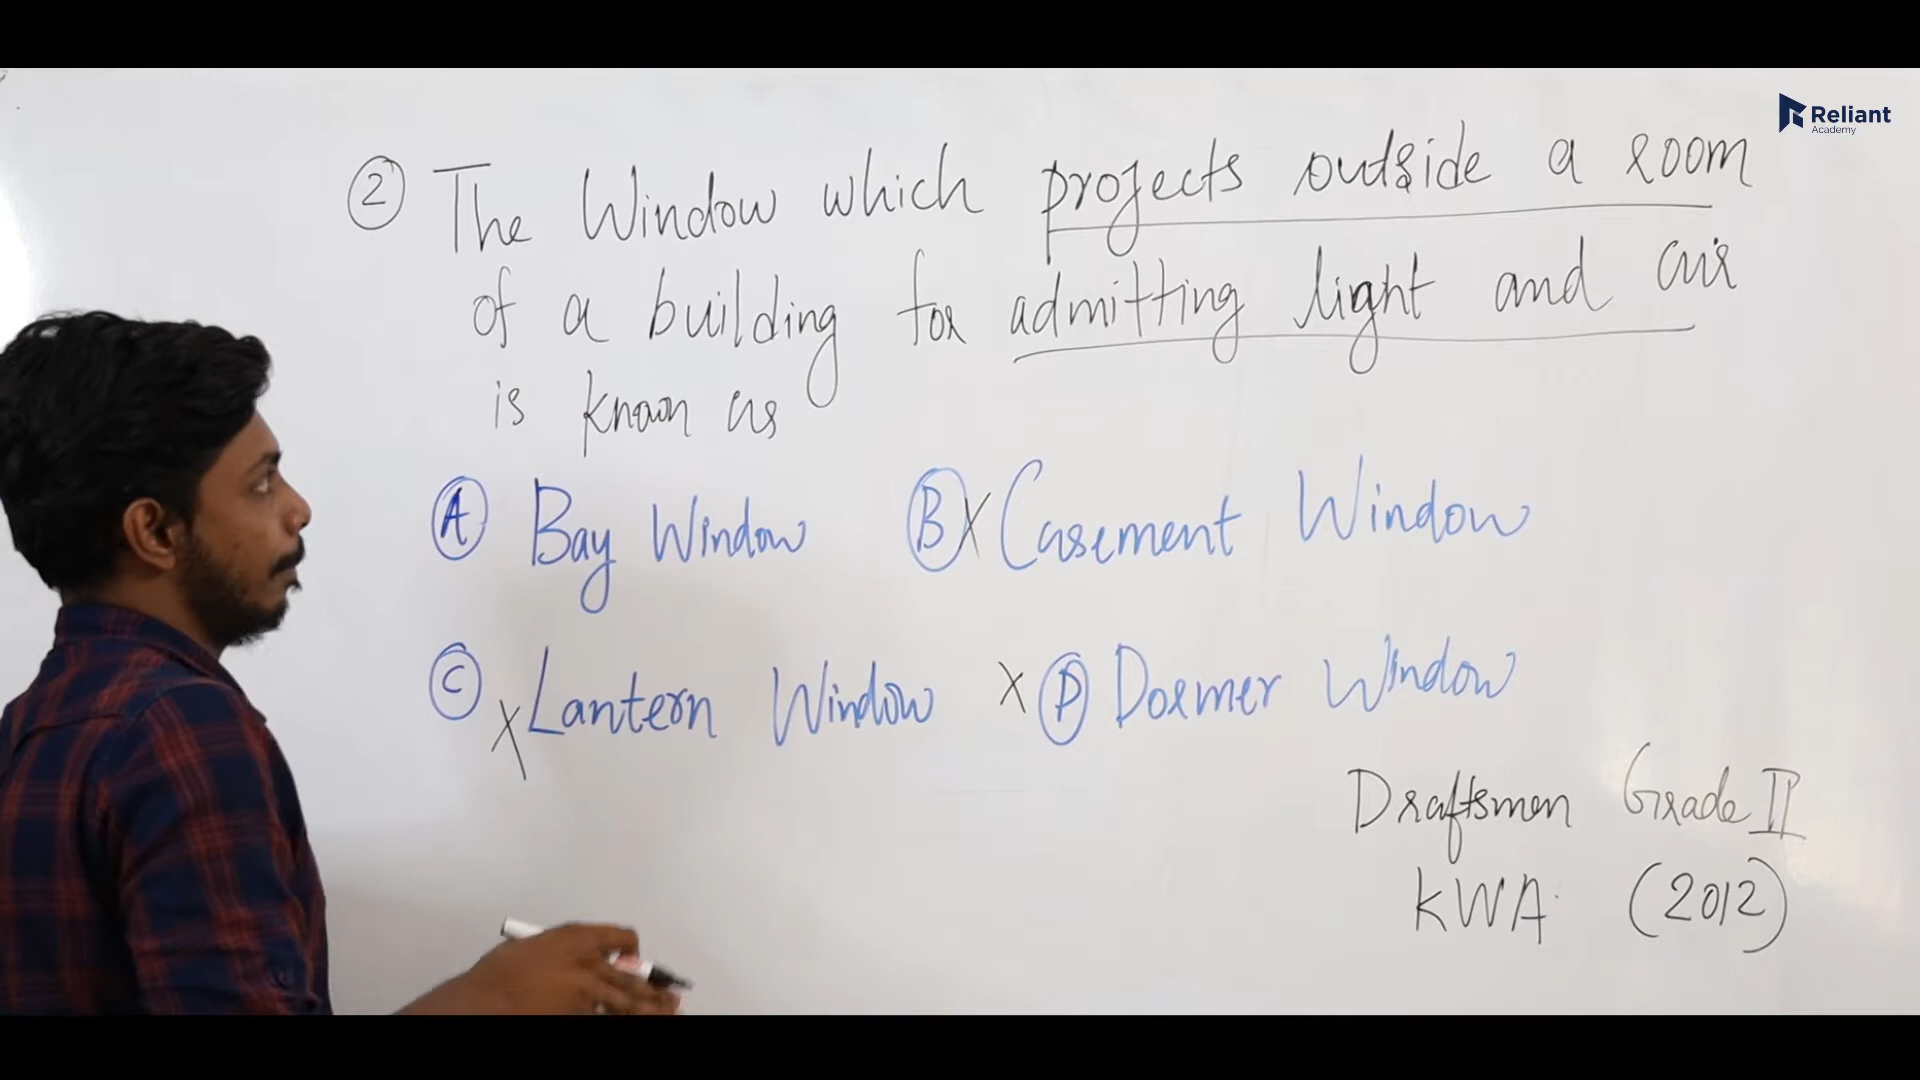 Reliant
Academy
② The Window which projects outside a room
of a building for admitting light and air
is known as
Ⓐ Bay Window Ⓑ X Casement Window
Ⓒ X Lantern Window X Ⓓ Dormer Window
Draftsmen Grade II
KWA (2012)